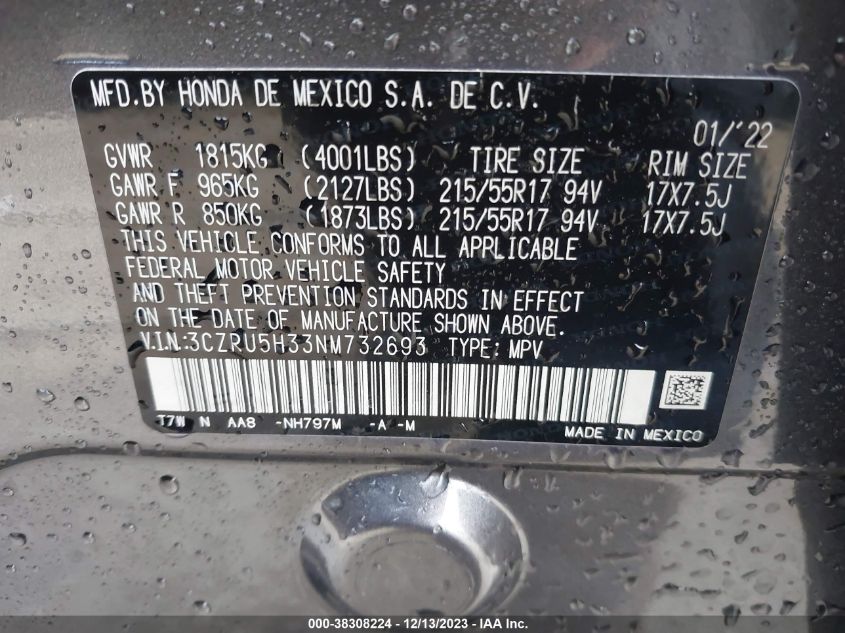 MFD.BY HONDA DE MEXICO S.A. DE C.V.
01/'22
GVWR 1815KG (4001LBS) TIRE SIZE RIM SIZE
GAWR F 965KG (2127LBS) 215/55R17 94V 17X7.5J
GAWR R 850KG (1873LBS) 215/55R17 94V 17X7.5J
THIS VEHICLE CONFORMS TO ALL APPLICABLE
FEDERAL MOTOR VEHICLE SAFETY
AND THEFT PREVENTION STANDARDS IN EFFECT
ON THE DATE OF MANUFACTURE SHOWN ABOVE.
V.I.N:3CZRU5H33NM732693 TYPE: MPV
T7W N AA8 -NH797M -A -M
MADE IN MEXICO
000-38308224 - 12/13/2023 - IAA Inc.